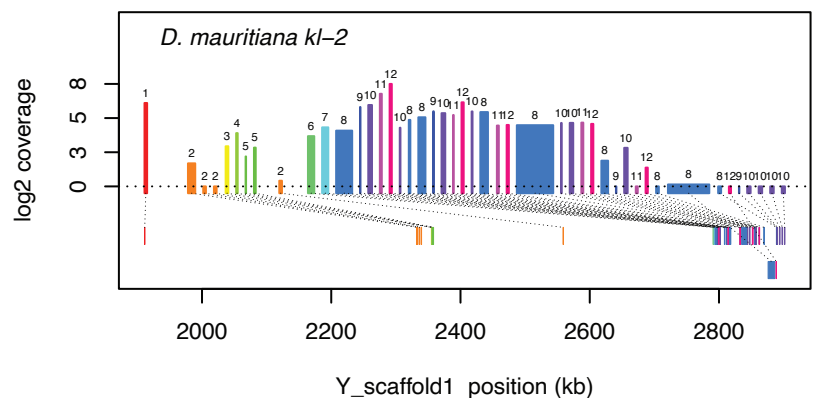 D. mauritiana kl−2
log2 coverage
8
5
3
0
1 2 2 2 3 4 5 5 2 6 7 8 9 10 11 12 10 8 8 9 10 11 12 10 8 11 12 8 10 10 11 12 8 9 10 11 12 8 8 8 12 9 10 10 10 10
2000 2200 2400 2600 2800
Y_scaffold1 position (kb)